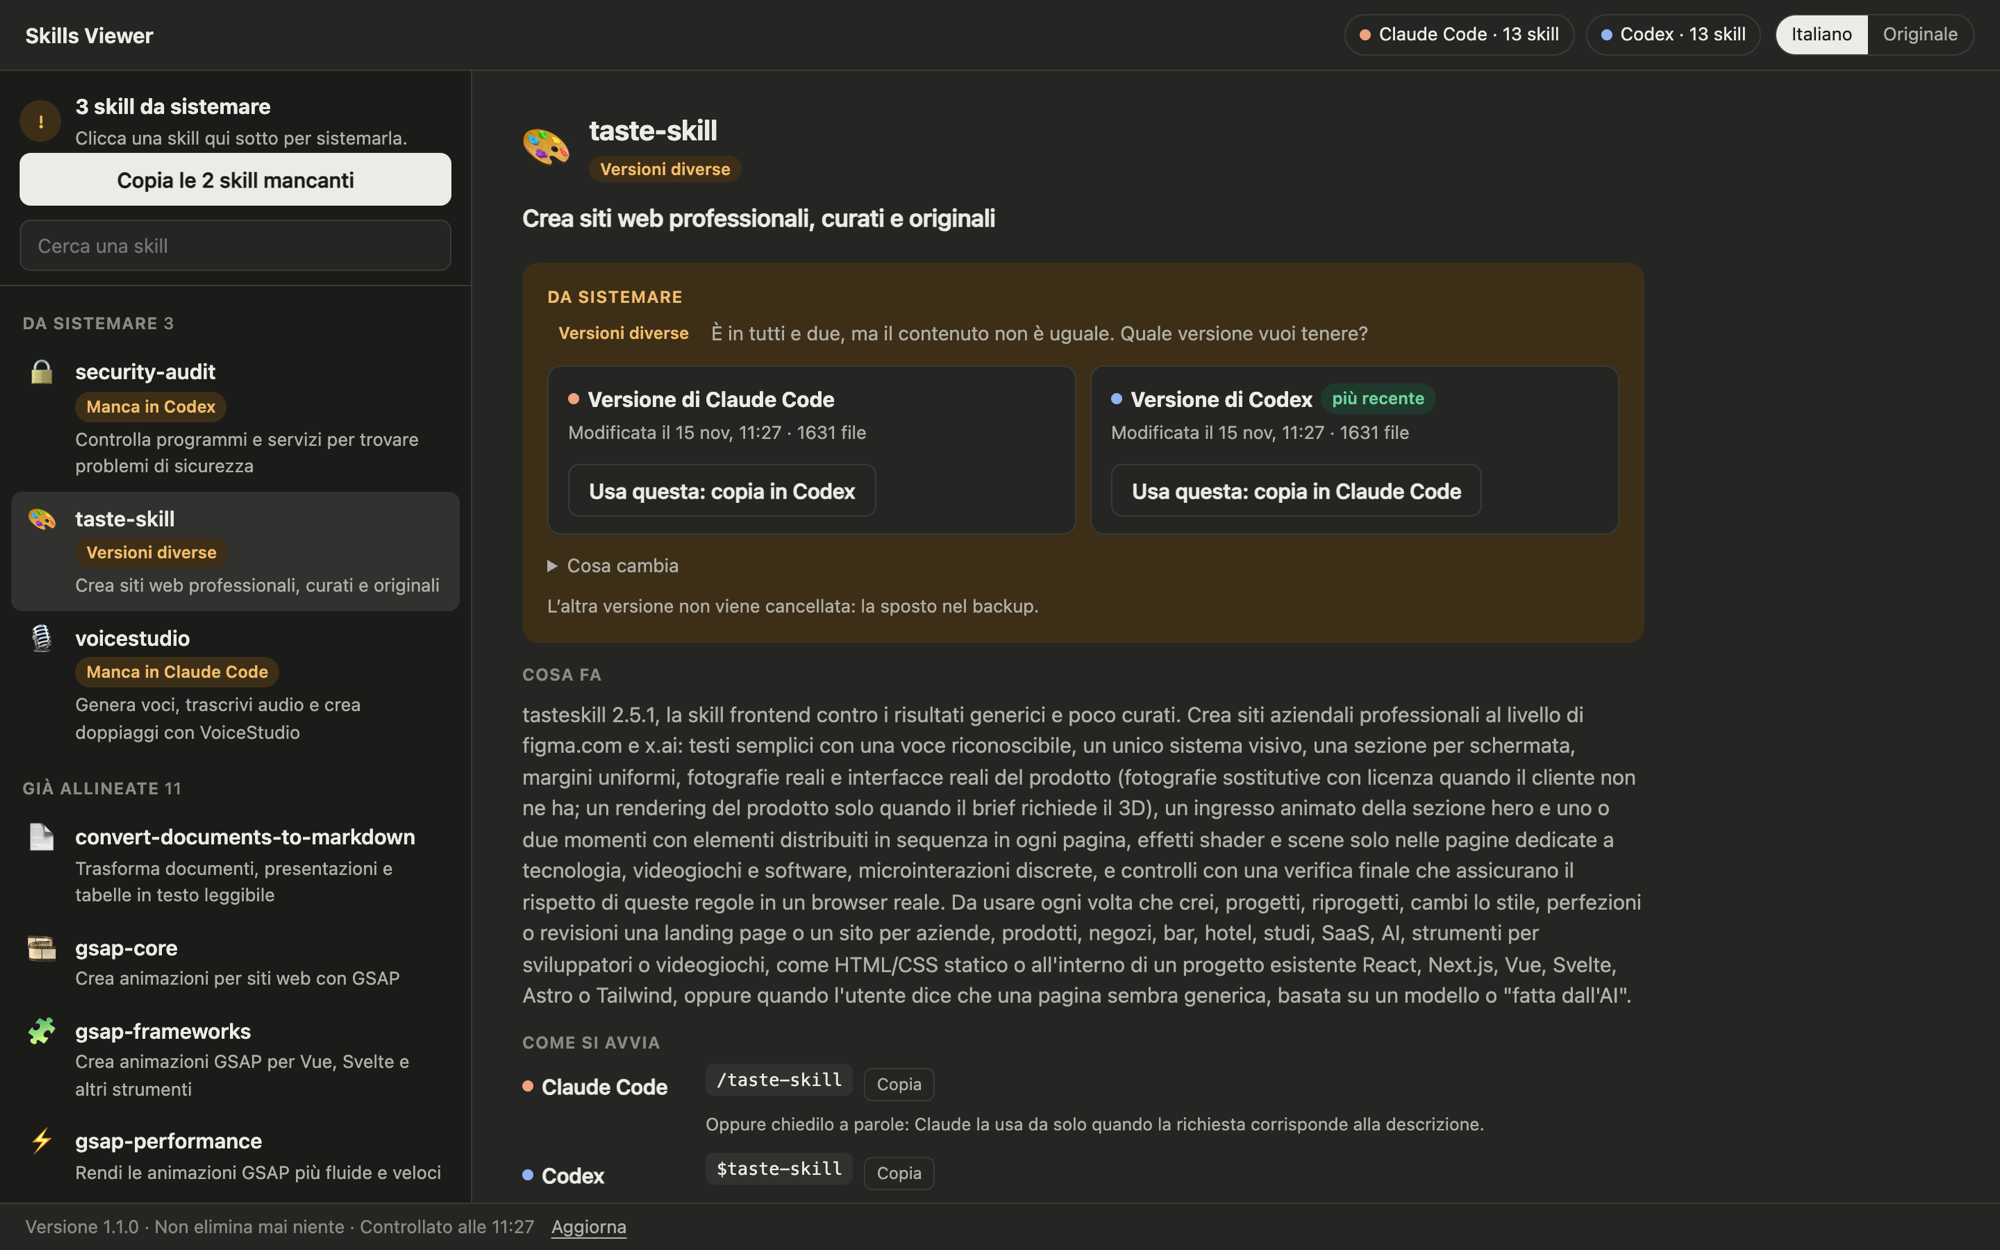 Skills Viewer
Claude Code · 13 skill
Codex · 13 skill
Italiano
Originale
!
3 skill da sistemare
Clicca una skill qui sotto per sistemarla.
Copia le 2 skill mancanti
Cerca una skill
DA SISTEMARE 3
security-audit
Manca in Codex
Controlla programmi e servizi per trovare
problemi di sicurezza
taste-skill
Versioni diverse
Crea siti web professionali, curati e originali
voicestudio
Manca in Claude Code
Genera voci, trascrivi audio e crea
doppiaggi con VoiceStudio
GIÀ ALLINEATE 11
convert-documents-to-markdown
Trasforma documenti, presentazioni e
tabelle in testo leggibile
gsap-core
Crea animazioni per siti web con GSAP
gsap-frameworks
Crea animazioni GSAP per Vue, Svelte e
altri strumenti
gsap-performance
Rendi le animazioni GSAP più fluide e veloci
taste-skill
Versioni diverse
Crea siti web professionali, curati e originali
DA SISTEMARE
Versioni diverse È in tutti e due, ma il contenuto non è uguale. Quale versione vuoi tenere?
Versione di Claude Code
Modificata il 15 nov, 11:27 · 1631 file
Usa questa: copia in Codex
Versione di Codex più recente
Modificata il 15 nov, 11:27 · 1631 file
Usa questa: copia in Claude Code
Cosa cambia
L’altra versione non viene cancellata: la sposto nel backup.
COSA FA
tasteskill 2.5.1, la skill frontend contro i risultati generici e poco curati. Crea siti aziendali professionali al livello di
figma.com e x.ai: testi semplici con una voce riconoscibile, un unico sistema visivo, una sezione per schermata,
margini uniformi, fotografie reali e interfacce reali del prodotto (fotografie sostitutive con licenza quando il cliente non
ne ha; un rendering del prodotto solo quando il brief richiede il 3D), un ingresso animato della sezione hero e uno o
due momenti con elementi distribuiti in sequenza in ogni pagina, effetti shader e scene solo nelle pagine dedicate a
tecnologia, videogiochi e software, microinterazioni discrete, e controlli con una verifica finale che assicurano il
rispetto di queste regole in un browser reale. Da usare ogni volta che crei, progetti, riprogetti, cambi lo stile, perfezioni
o revisioni una landing page o un sito per aziende, prodotti, negozi, bar, hotel, studi, SaaS, AI, strumenti per
sviluppatori o videogiochi, come HTML/CSS statico o all'interno di un progetto esistente React, Next.js, Vue, Svelte,
Astro o Tailwind, oppure quando l'utente dice che una pagina sembra generica, basata su un modello o "fatta dall'AI".
COME SI AVVIA
Claude Code /taste-skill Copia
Oppure chiedilo a parole: Claude la usa da solo quando la richiesta corrisponde alla descrizione.
Codex $taste-skill Copia
Versione 1.1.0 · Non elimina mai niente · Controllato alle 11:27 Aggiorna